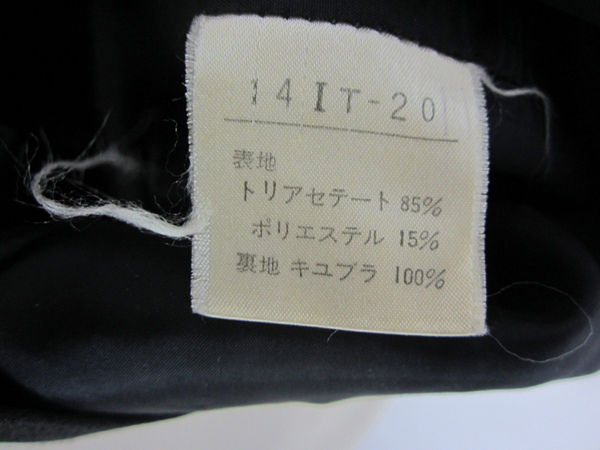 14IT-20
表地
トリアセテート 85%
ポリエステル 15%
裏地 キユプラ 100%